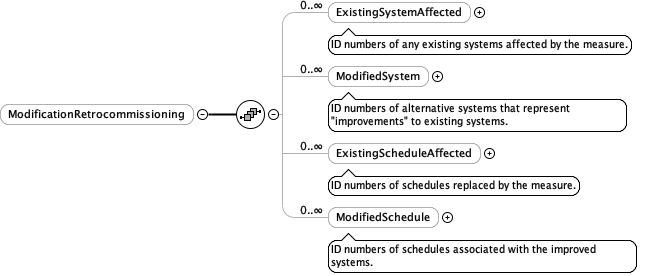 0..∞
ExistingSystemAffected
ID numbers of any existing systems affected by the measure.
0..∞
ModifiedSystem
ID numbers of alternative systems that represent
"improvements" to existing systems.
ModificationRetrocommissioning
0..∞
ExistingScheduleAffected
ID numbers of schedules replaced by the measure.
0..∞
ModifiedSchedule
ID numbers of schedules associated with the improved
systems.